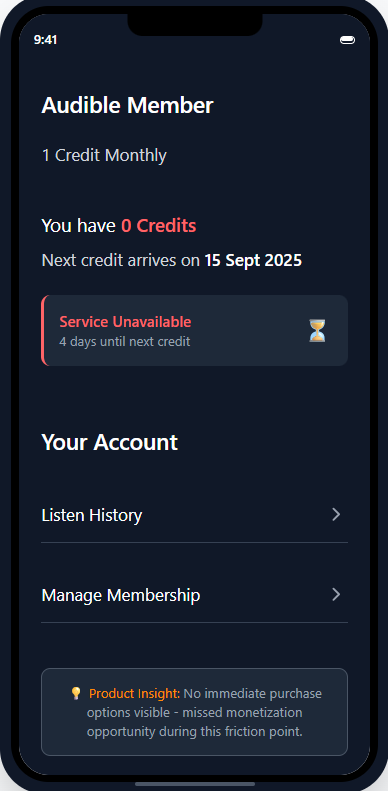 9:41
Audible Member
1 Credit Monthly
You have 0 Credits
Next credit arrives on 15 Sept 2025
Service Unavailable
4 days until next credit
Your Account
Listen History
Manage Membership
💡 Product Insight: No immediate purchase
options visible - missed monetization
opportunity during this friction point.